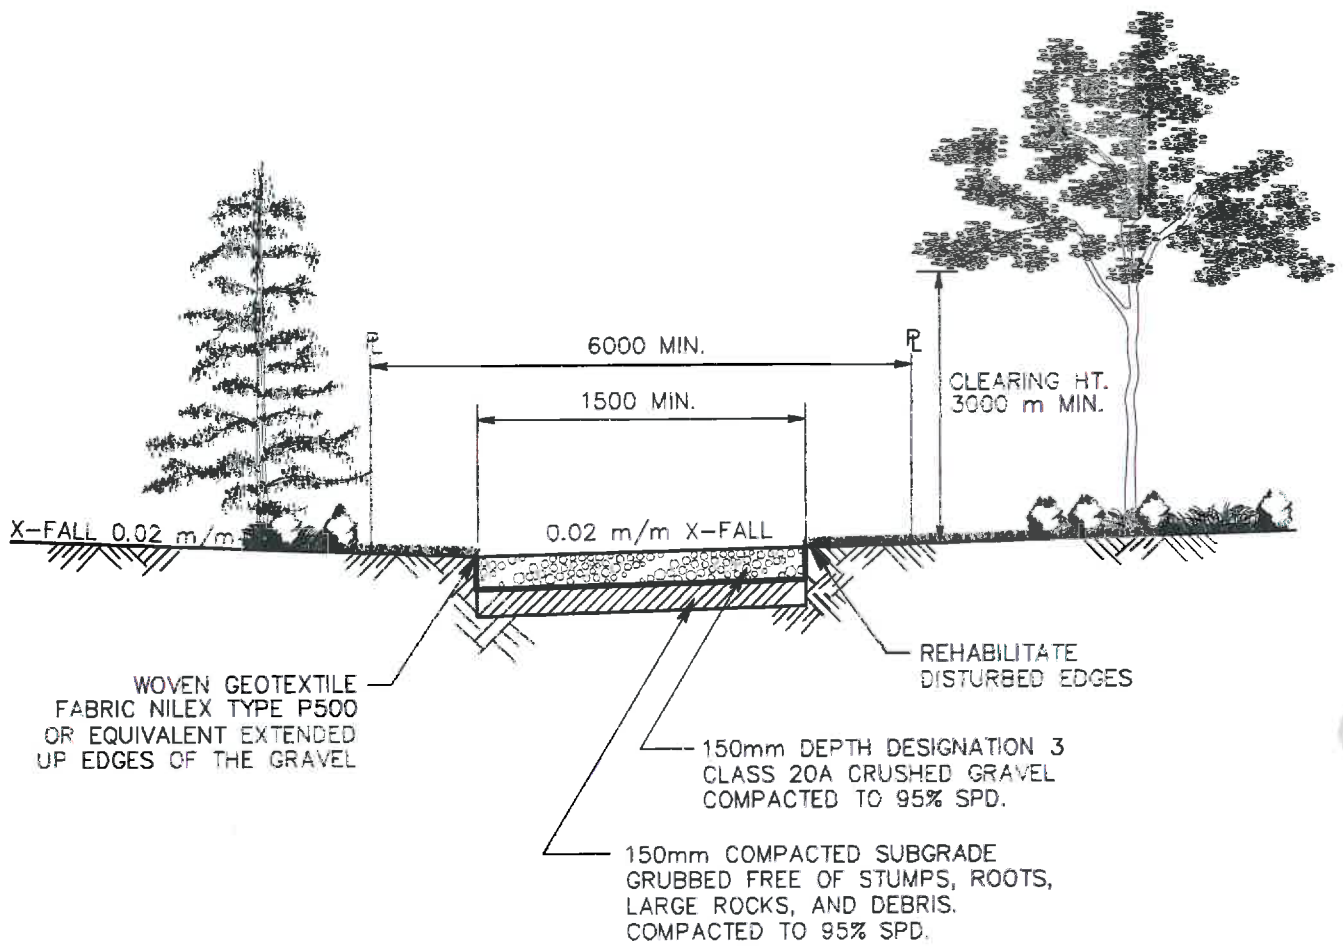 PL
PL
6000 MIN.
1500 MIN.
CLEARING HT.
3000 m MIN.
X-FALL 0.02 m/m
0.02 m/m X-FALL
WOVEN GEOTEXTILE
FABRIC NILEX TYPE P500
OR EQUIVALENT EXTENDED
UP EDGES OF THE GRAVEL
REHABILITATE
DISTURBED EDGES
150mm DEPTH DESIGNATION 3
CLASS 20A CRUSHED GRAVEL
COMPACTED TO 95% SPD.
150mm COMPACTED SUBGRADE
GRUBBED FREE OF STUMPS, ROOTS,
LARGE ROCKS, AND DEBRIS.
COMPACTED TO 95% SPD.